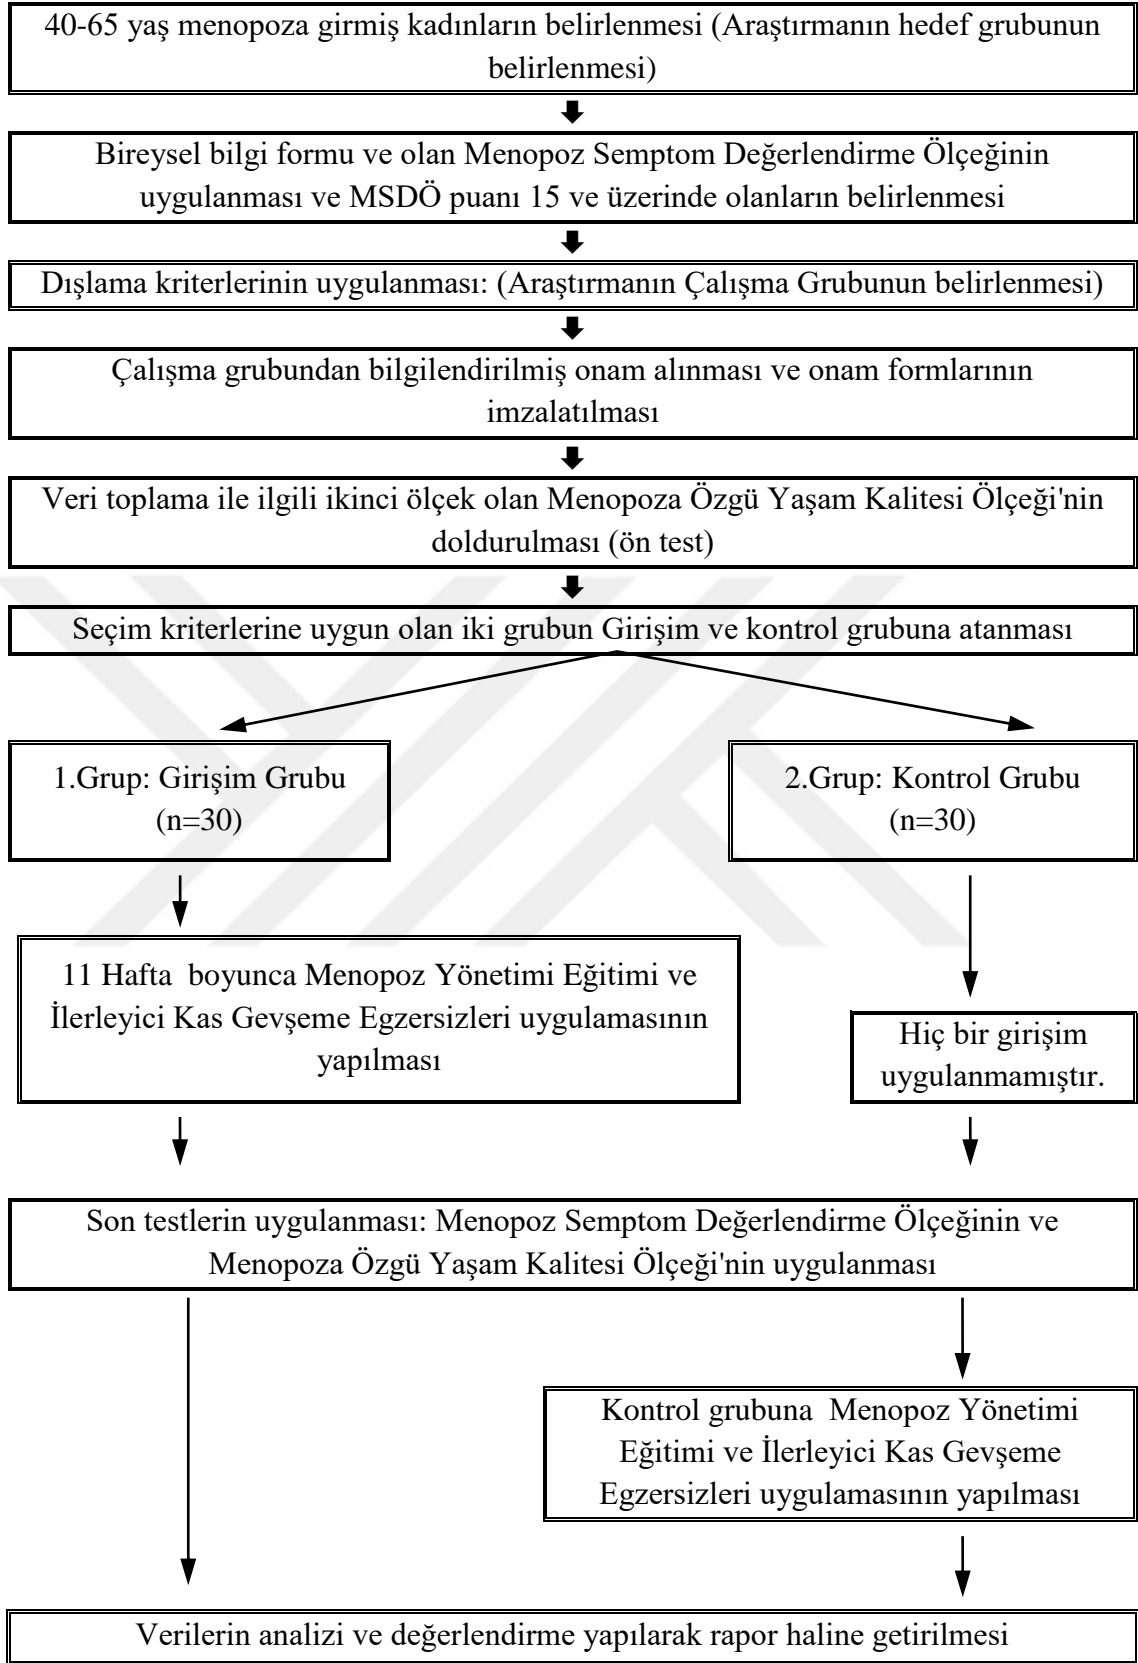 40-65 yaş menopoza girmiş kadınların belirlenmesi (Araştırmanın hedef grubunun
belirlenmesi)
Bireysel bilgi formu ve olan Menopoz Semptom Değerlendirme Ölçeğinin
uygulanması ve MSDÖ puanı 15 ve üzerinde olanların belirlenmesi
Dışlama kriterlerinin uygulanması: (Araştırmanın Çalışma Grubunun belirlenmesi)
Çalışma grubundan bilgilendirilmiş onam alınması ve onam formlarının
imzalatılması
Veri toplama ile ilgili ikinci ölçek olan Menopoza Özgü Yaşam Kalitesi Ölçeği'nin
doldurulması (ön test)
Seçim kriterlerine uygun olan iki grubun Girişim ve kontrol grubuna atanması
1.Grup: Girişim Grubu
(n=30)
2.Grup: Kontrol Grubu
(n=30)
11 Hafta boyunca Menopoz Yönetimi Eğitimi ve
İlerleyici Kas Gevşeme Egzersizleri uygulamasının
yapılması
Hiç bir girişim
uygulanmamıştır.
Son testlerin uygulanması: Menopoz Semptom Değerlendirme Ölçeğinin ve
Menopoza Özgü Yaşam Kalitesi Ölçeği'nin uygulanması
Kontrol grubuna Menopoz Yönetimi
Eğitimi ve İlerleyici Kas Gevşeme
Egzersizleri uygulamasının yapılması
Verilerin analizi ve değerlendirme yapılarak rapor haline getirilmesi